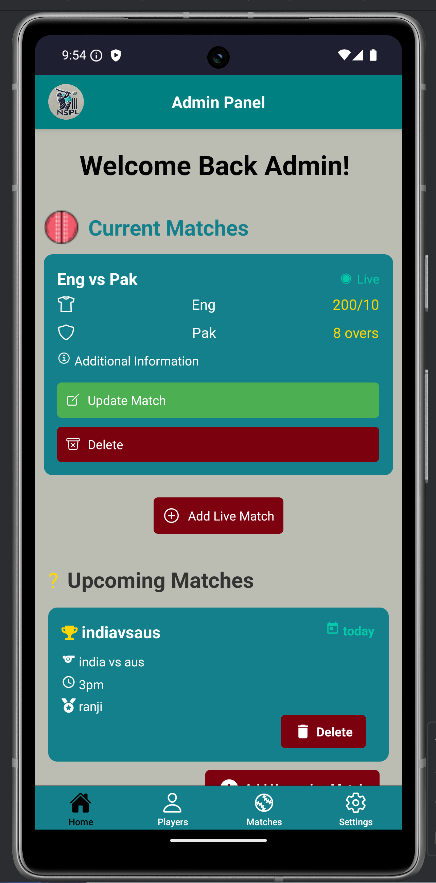 9:54
NSPL
Admin Panel
Welcome Back Admin!
Current Matches
Eng vs Pak
Live
Eng
200/10
Pak
8 overs
Additional Information
Update Match
Delete
Add Live Match
? Upcoming Matches
indiavsaus
today
india vs aus
3pm
ranji
Delete
Home
Players
Matches
Settings